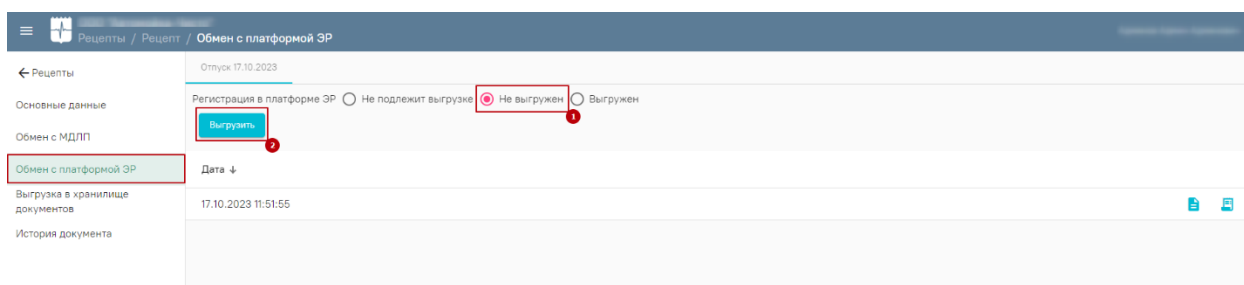 Рецепты / Рецепт / Обмен с платформой ЭР
← Рецепты
Основные данные
Обмен с МДЛП
Обмен с платформой ЭР
Выгрузка в хранилище
документов
История документа
Отпуск 17.10.2023
Регистрация в платформе ЭР Не подлежит выгрузке Не выгружен Выгружен
1
Выгрузить
2
Дата ↓
17.10.2023 11:51:55